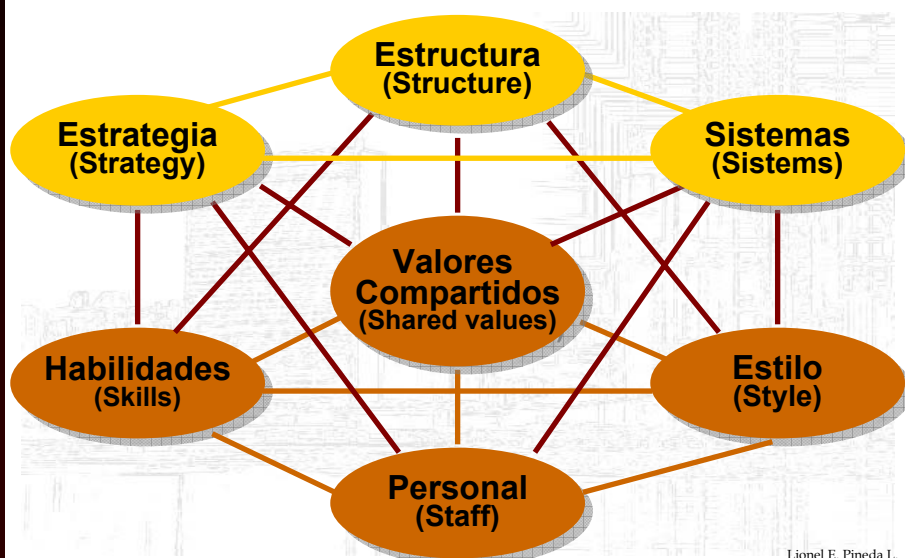 Estructura
(Structure)
Estrategia
(Strategy)
Sistemas
(Sistems)
Valores
Compartidos
(Shared values)
Habilidades
(Skills)
Estilo
(Style)
Personal
(Staff)
Lionel E. Pineda L.